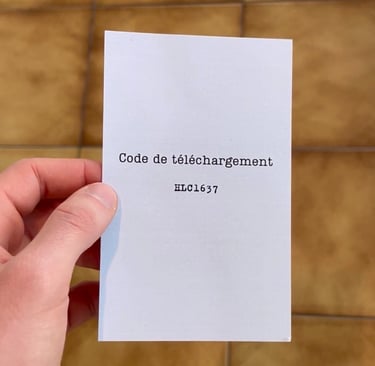 Code de téléchargement
HLC1637